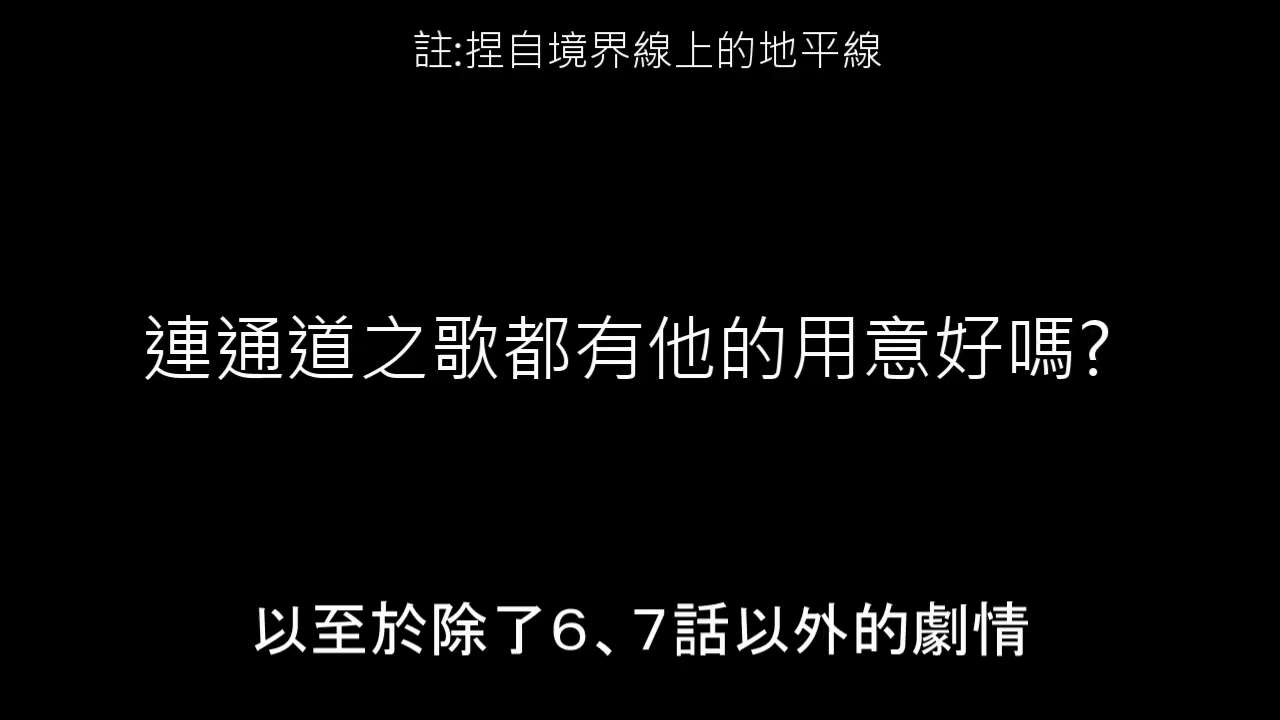 註:捏自境界線上的地平線
連通道之歌都有他的用意好嗎?
以至於除了6、7話以外的劇情